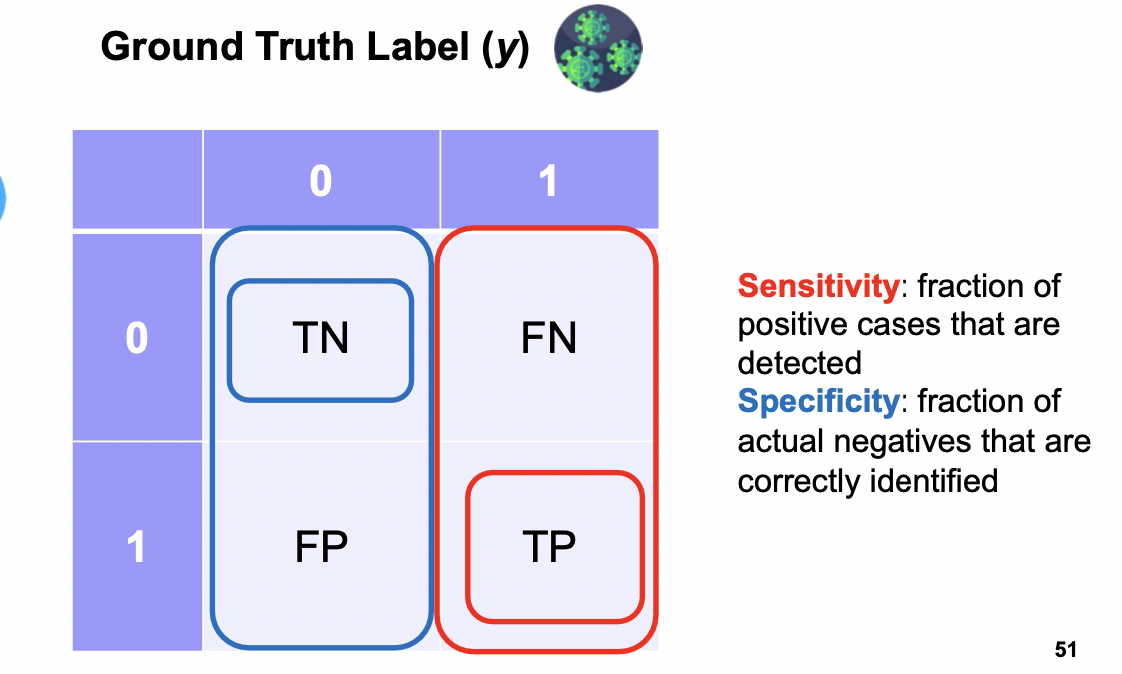 Ground Truth Label (y)
0 1
0 TN FN
1 FP TP
Sensitivity: fraction of
positive cases that are
detected
Specificity: fraction of
actual negatives that are
correctly identified
51